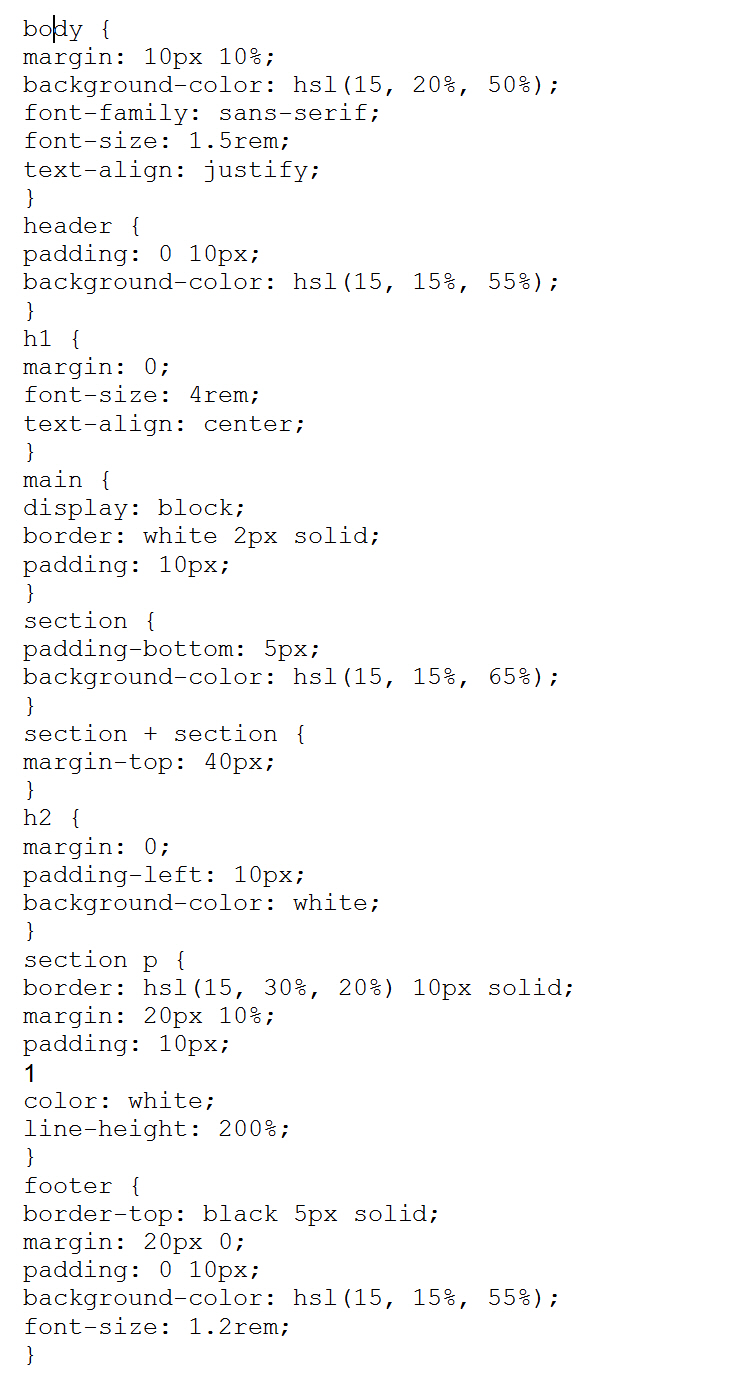 body {
margin: 10px 10%;
background-color: hsl(15, 20%, 50%);
font-family: sans-serif;
font-size: 1.5rem;
text-align: justify;
}
header {
padding: 0 10px;
background-color: hsl(15, 15%, 55%);
}
h1 {
margin: 0;
font-size: 4rem;
text-align: center;
}
main {
display: block;
border: white 2px solid;
padding: 10px;
}
section {
padding-bottom: 5px;
background-color: hsl(15, 15%, 65%);
}
section + section {
margin-top: 40px;
}
h2 {
margin: 0;
padding-left: 10px;
background-color: white;
}
section p {
border: hsl(15, 30%, 20%) 10px solid;
margin: 20px 10%;
padding: 10px;
1
color: white;
line-height: 200%;
}
footer {
border-top: black 5px solid;
margin: 20px 0;
padding: 0 10px;
background-color: hsl(15, 15%, 55%);
font-size: 1.2rem;
}